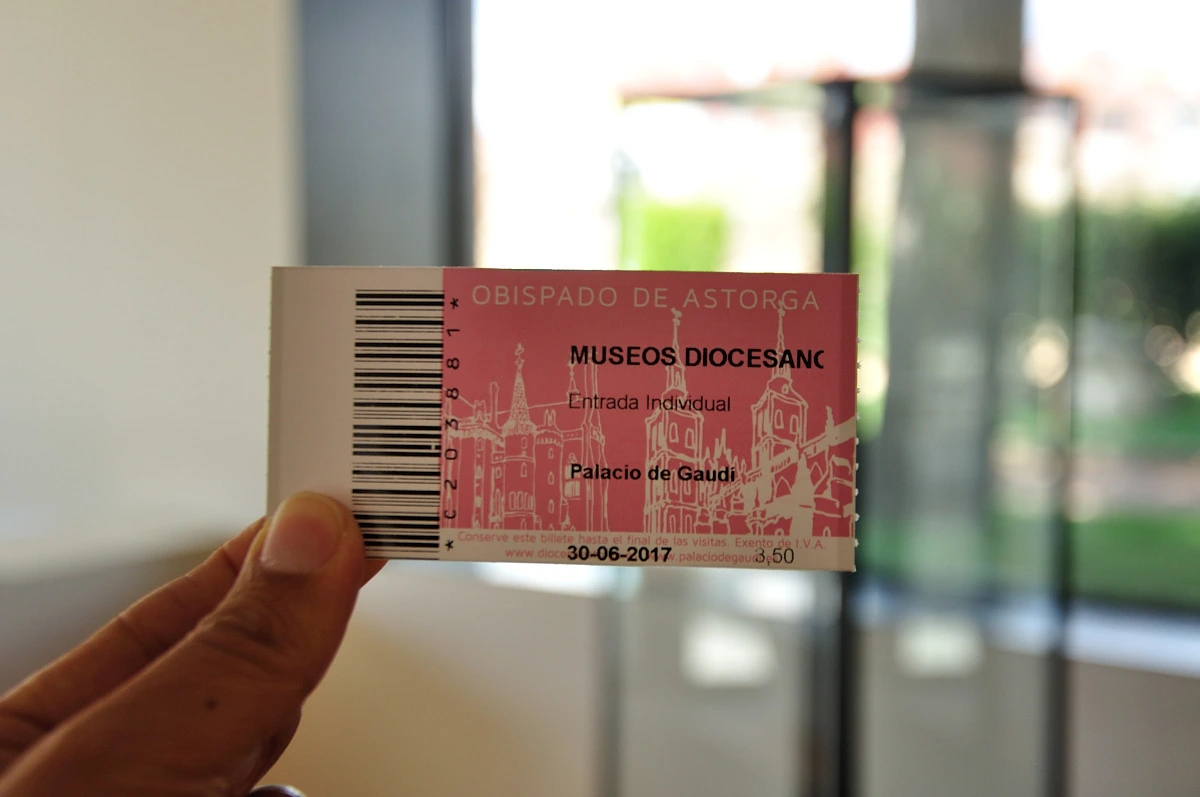 OBISPADO DE ASTORGA
MUSEOS DIOCESANO
Entrada Individual
Palacio de Gaudí
Conserve este billete hasta el final de las visitas. Exento de I.V.A.
30-06-2017 3,50
*C203881*